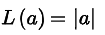 L (a) = |a|